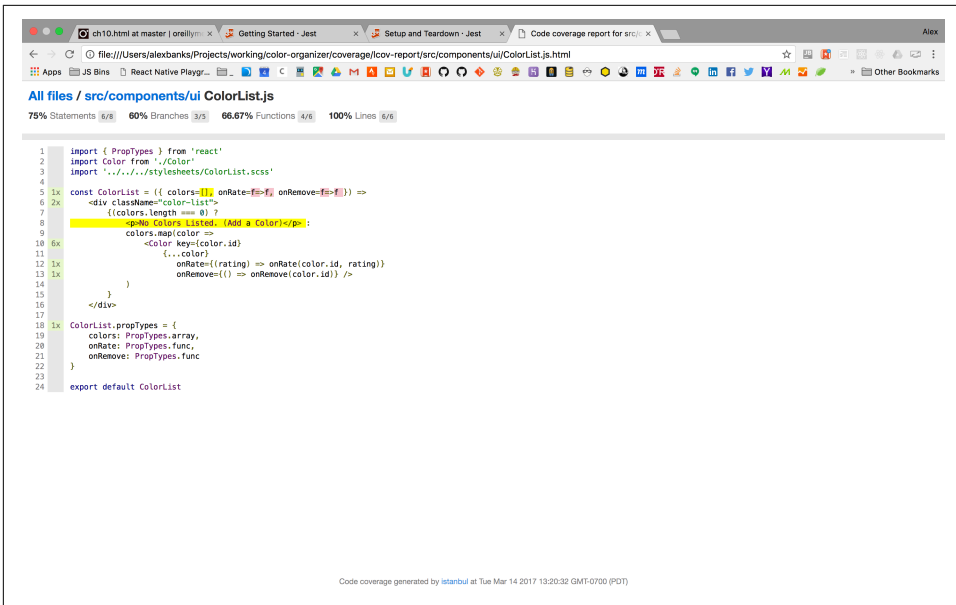 ch10.html at master | oreillym
Getting Started · Jest
Setup and Teardown · Jest
Code coverage report for src/c
Alex
file:///Users/alexbanks/Projects/working/color-organizer/coverage/lcov-report/src/components/ui/ColorList.js.html
Apps JS Bins React Native Playgr... » Other Bookmarks
All files / src/components/ui ColorList.js
75% Statements 6/8 60% Branches 3/5 66.67% Functions 4/6 100% Lines 6/6
1 import { PropTypes } from 'react'
2 import Color from './Color'
3 import '../../../stylesheets/ColorList.scss'
4
5 1x const ColorList = ({ colors=[], onRate=f=>f, onRemove=f=>f }) =>
6 2x <div className="color-list">
7 {(colors.length === 0) ?
8 <p>No Colors Listed. (Add a Color)</p> :
9 colors.map(color =>
10 6x <Color key={color.id}
11 {...color}
12 1x onRate={(rating) => onRate(color.id, rating)}
13 1x onRemove={() => onRemove(color.id)} />
14 )
15 }
16 </div>
17
18 1x ColorList.propTypes = {
19 colors: PropTypes.array,
20 onRate: PropTypes.func,
21 onRemove: PropTypes.func
22 }
23
24 export default ColorList
Code coverage generated by istanbul at Tue Mar 14 2017 13:20:32 GMT-0700 (PDT)